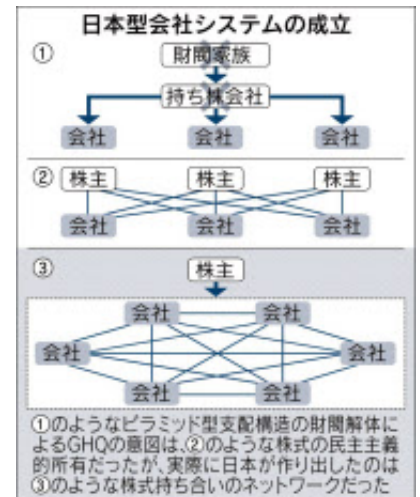 日本型会社システムの成立
① 財閥家族
持ち株会社
会社 会社 会社
② 株主 株主 株主
会社 会社 会社
③ 株主
会社 会社
会社 会社
会社 会社
①のようなピラミッド型支配構造の財閥解体に
よるGHQの意図は、②のような株式の民主主義
的所有だったが、実際に日本が作り出したのは
③のような株式持ち合いのネットワークだった